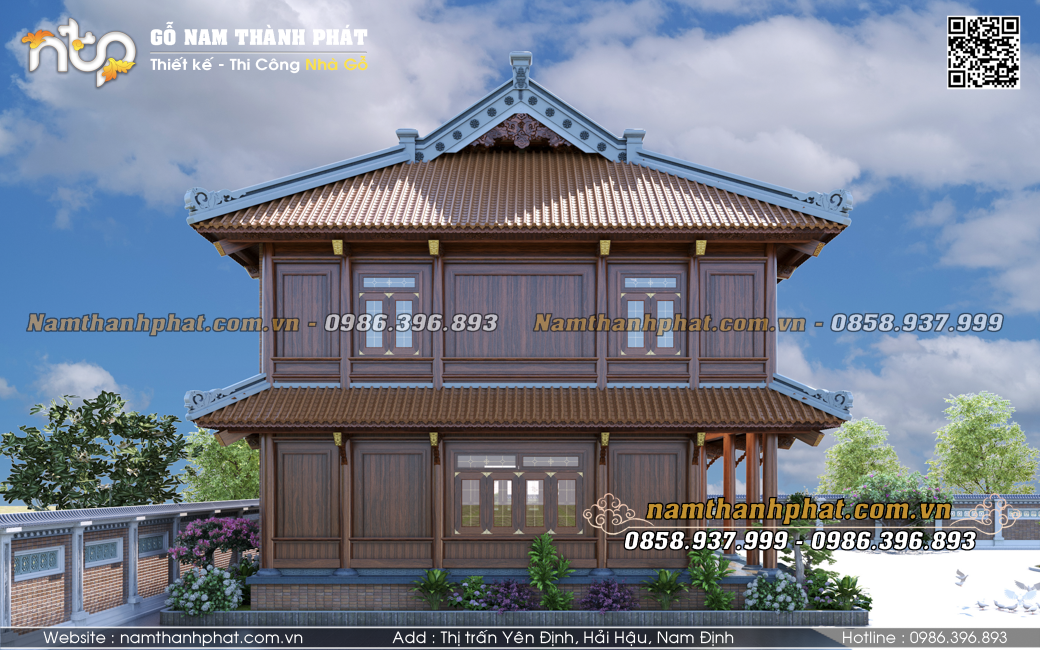 ntp
GỖ NAM THÀNH PHÁT
Thiết kế - Thi Công Nhà Gỗ
Namthanhphat.com.vn - 0986.396.893
Namthanhphat.com.vn - 0858.937.999
namthanhphat.com.vn
0858.937.999 - 0986.396.893
Website : namthanhphat.com.vn
Add : Thị trấn Yên Định, Hải Hậu, Nam Định
Hotline : 0986.396.893